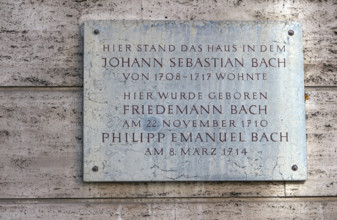 HIER STAND DAS HAUS IN DEM
JOHANN SEBASTIAN BACH
VON 1708-1717 WOHNTE
HIER WURDE GEBOREN
FRIEDEMANN BACH
AM 22. NOVEMBER 1710
PHILIPP EMANUEL BACH
AM 8. MÄRZ 1714